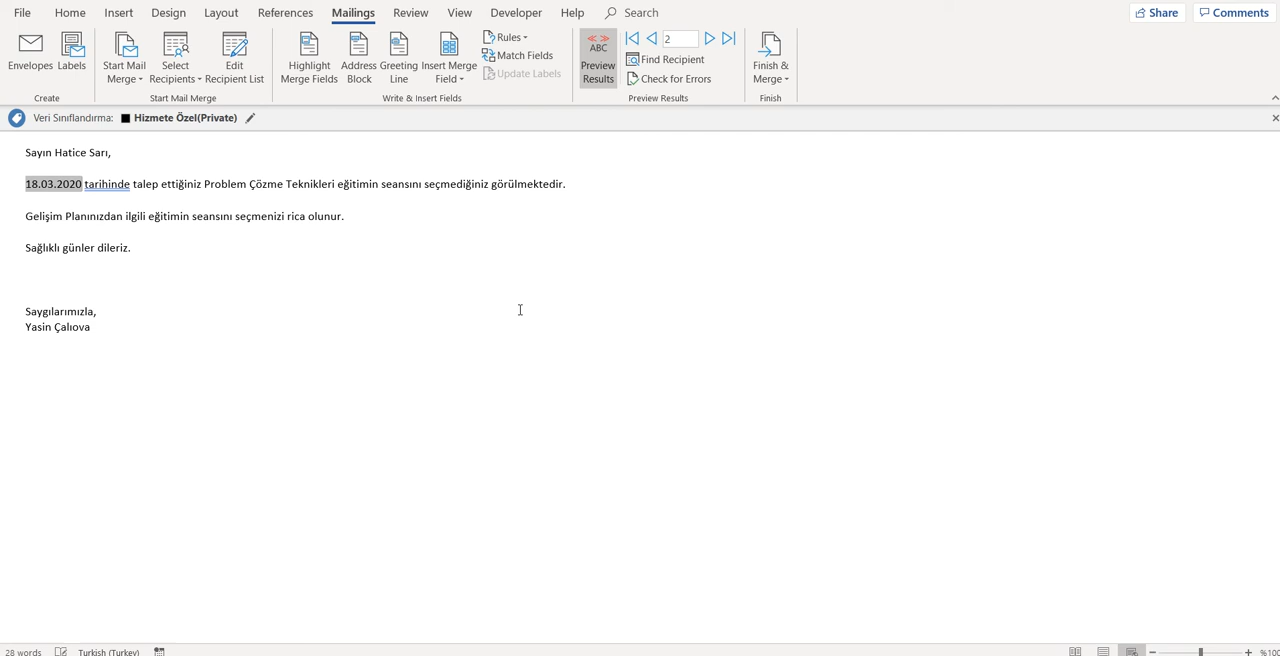 File Home Insert Design Layout References Mailings Review View Developer Help Search Share Comments
Envelopes Labels Start Mail Merge Select Recipients Edit Recipient List Highlight Merge Fields Address Block Greeting Line Insert Merge Field Rules Match Fields Update Labels ABC Preview Results 2 Find Recipient Check for Errors Finish & Merge
Create Start Mail Merge Write & Insert Fields Preview Results Finish
Veri Sınıflandırma: Hizmete Özel(Private)
Sayın Hatice Sarı,
18.03.2020 tarihinde talep ettiğiniz Problem Çözme Teknikleri eğitimin seansını seçmediğiniz görülmektedir.
Gelişim Planınızdan ilgili eğitimin seansını seçmenizi rica olunur.
Sağlıklı günler dileriz.
Saygılarımızla,
Yasin Çalıova
28 words Turkish (Turkey) %100